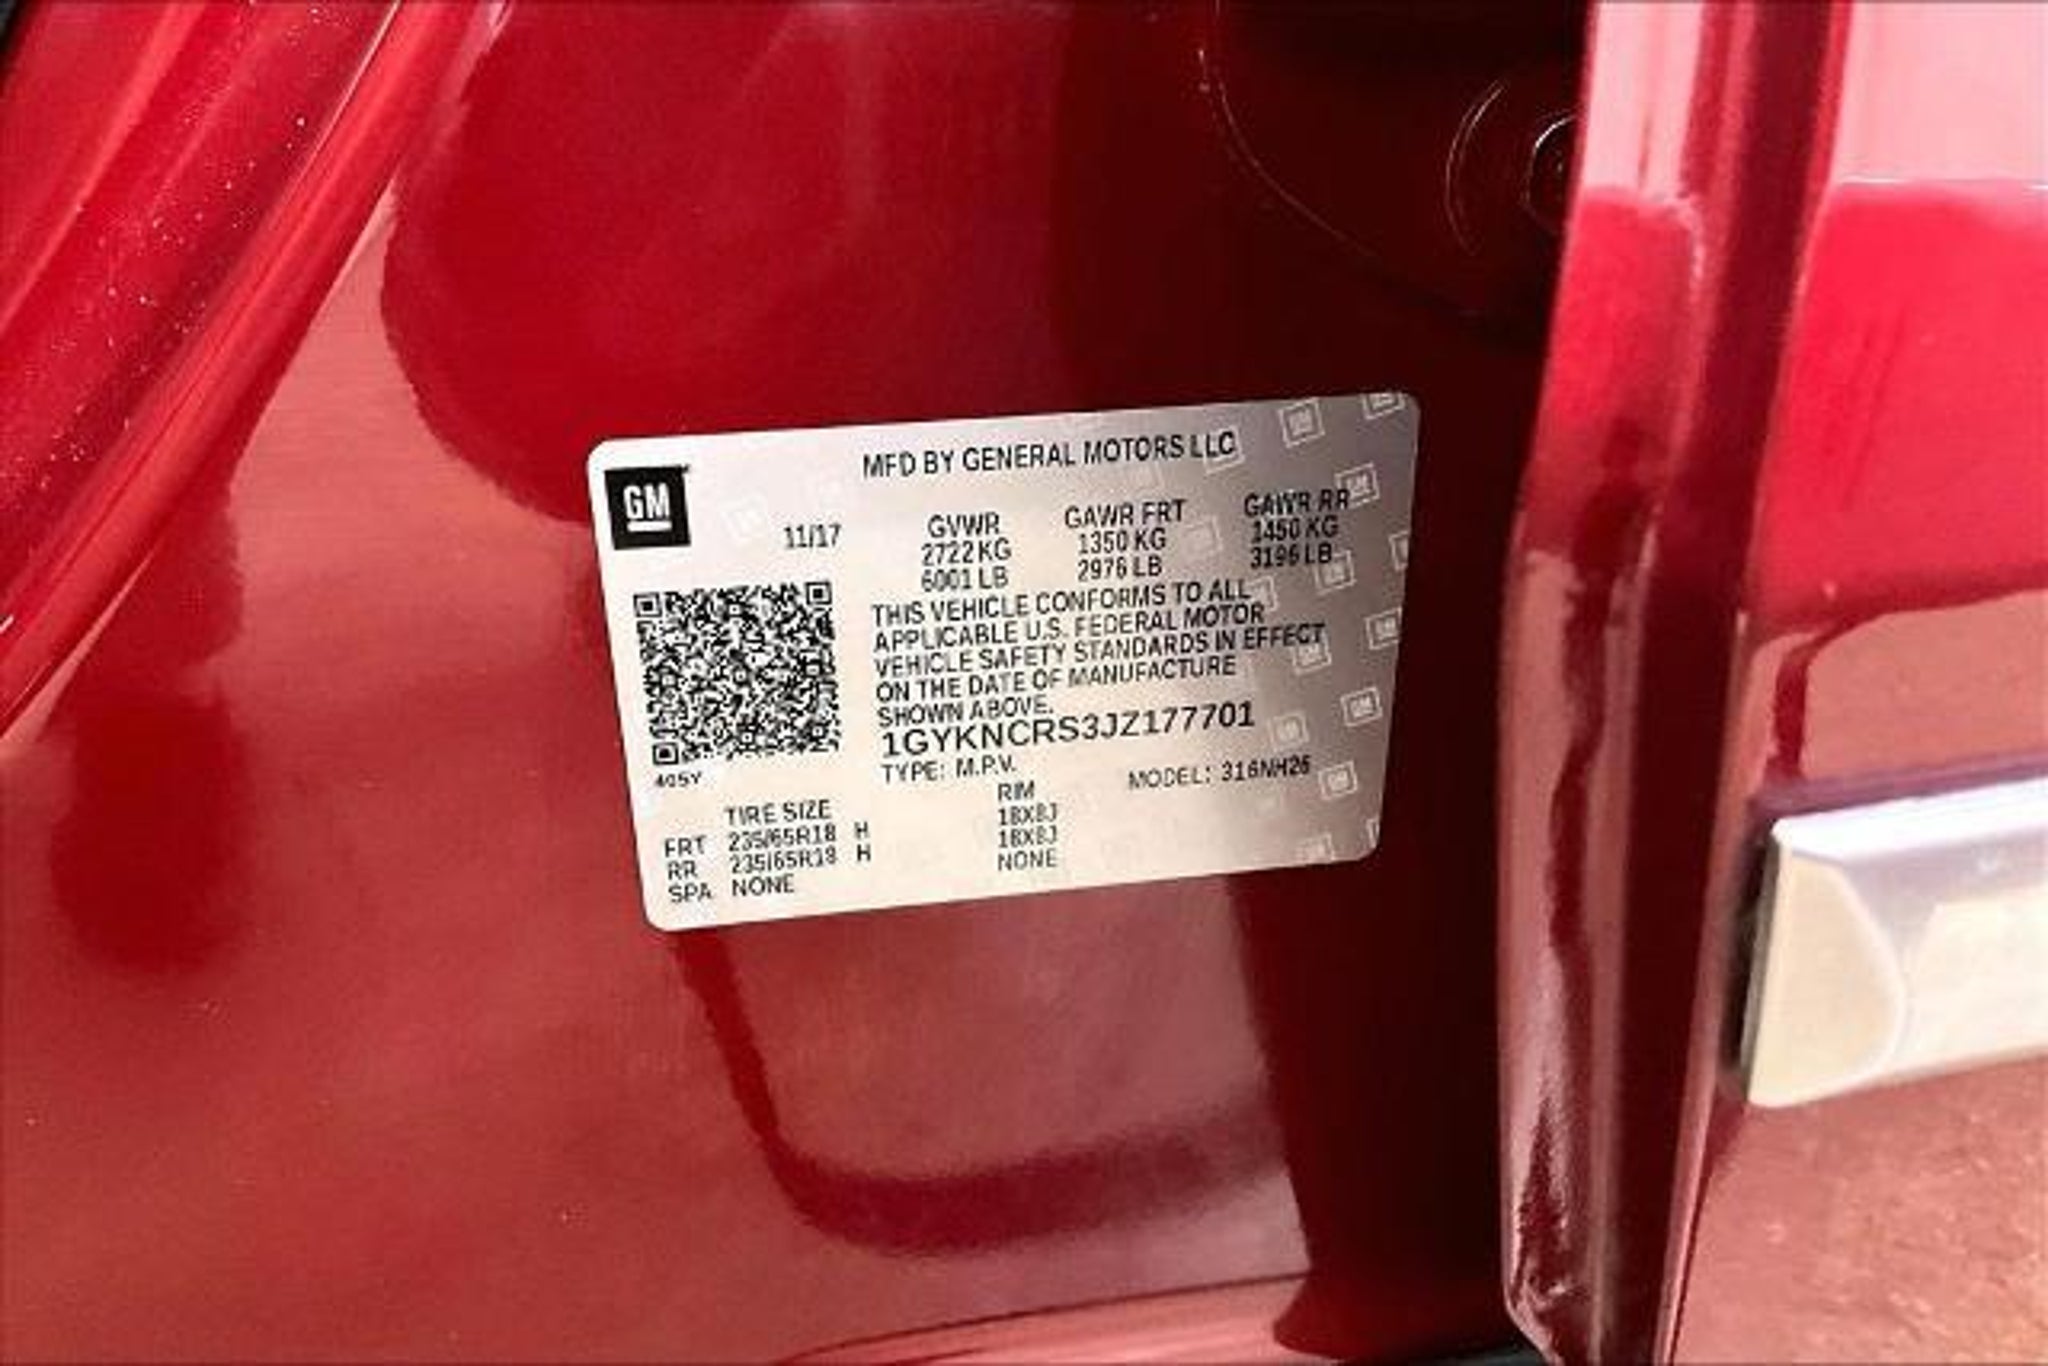 MFD BY GENERAL MOTORS LLC
GM
11/17 GVWR GAWR FRT GAWR RR
2722 KG 1350 KG 1450 KG
6001 LB 2976 LB 3196 LB
THIS VEHICLE CONFORMS TO ALL
APPLICABLE U.S. FEDERAL MOTOR
VEHICLE SAFETY STANDARDS IN EFFECT
ON THE DATE OF MANUFACTURE
SHOWN ABOVE.
1GYKNCRS3JZ177701
405Y TYPE: M.P.V. MODEL: 316NH26
TIRE SIZE RIM
FRT 235/65R18 H 18X8J
RR 235/65R18 H 18X8J
SPA NONE NONE